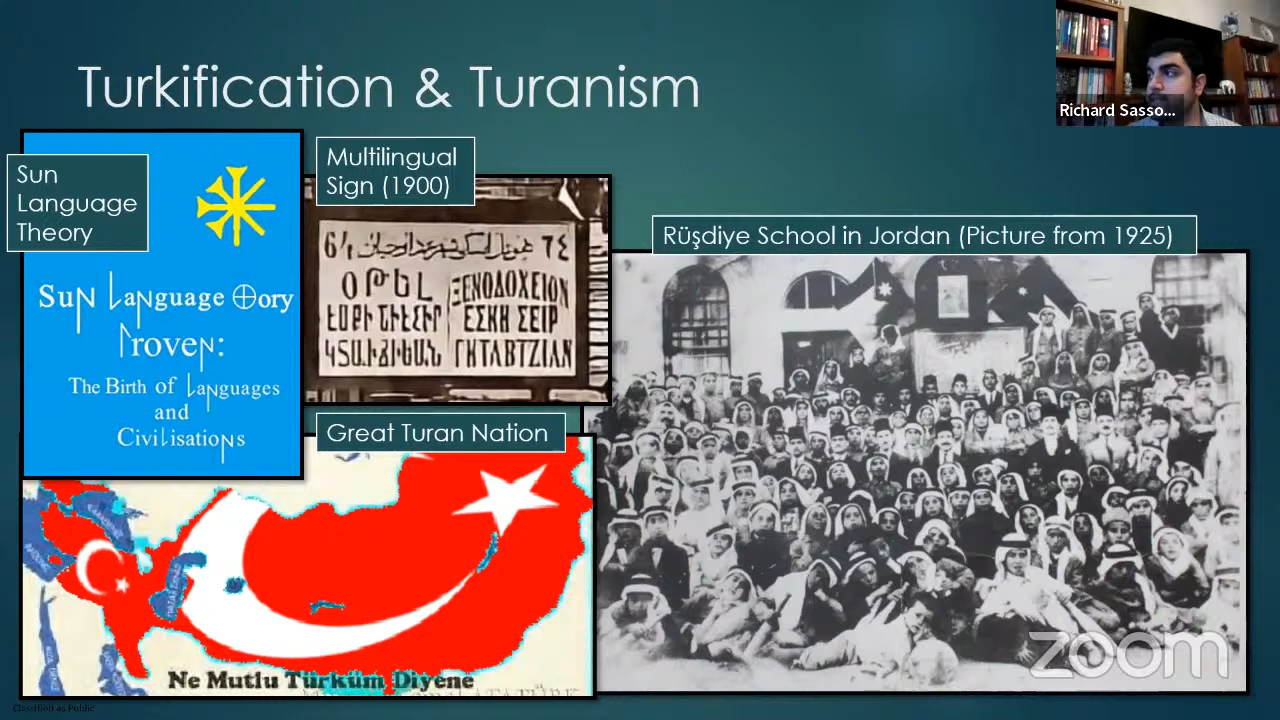 Turkification & Turanism
Richard Sasso...
Sun
Language
Theory
Sun Language ⊕ory
Proven:
The Birth of Languages
and
Civilisations
Multilingual
Sign (1900)
ՕԹԵԼ
ΞΕΝΟΔΟΧΕΙΟΝ
ΕΣΚΗ ΣΕΙΡ
ΓΗΤΑΒΤΖΙΑΝ
Rüşdiye School in Jordan (Picture from 1925)
Great Turan Nation
Ne Mutlu Türküm Diyene
zoom
Classified as Public